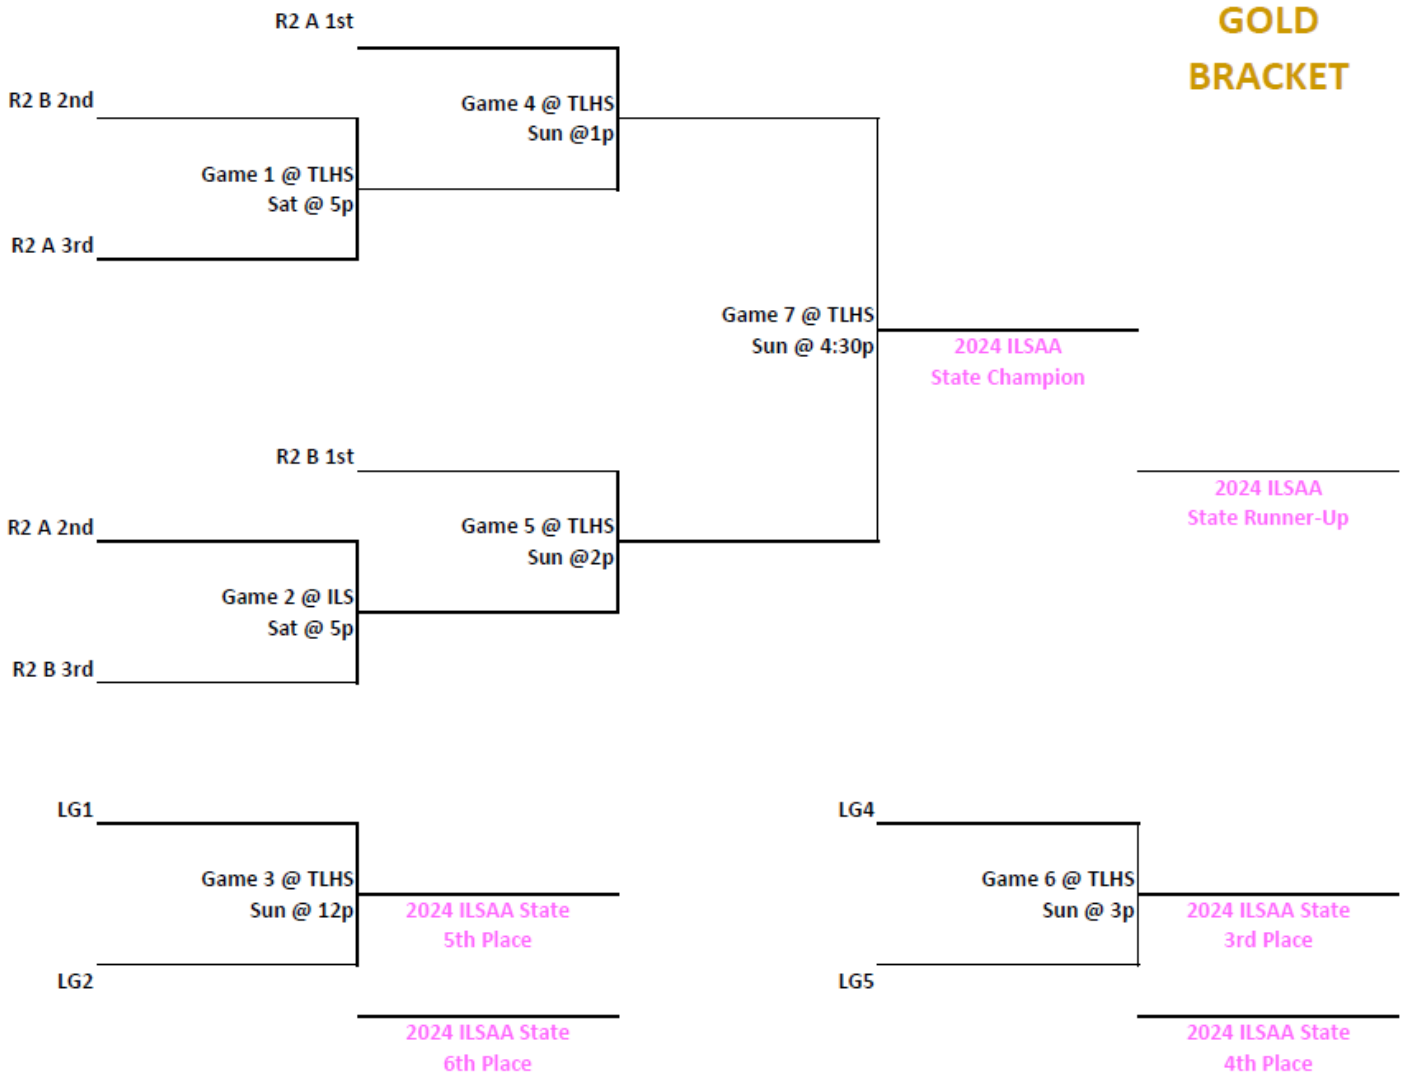 GOLD
BRACKET
R2 A 1st
R2 B 2nd
Game 4 @ TLHS
Sun @1p
Game 1 @ TLHS
Sat @ 5p
R2 A 3rd
Game 7 @ TLHS
Sun @ 4:30p
2024 ILSAA
State Champion
R2 B 1st
2024 ILSAA
State Runner-Up
R2 A 2nd
Game 5 @ TLHS
Sun @2p
Game 2 @ ILS
Sat @ 5p
R2 B 3rd
LG1
Game 3 @ TLHS
Sun @ 12p
2024 ILSAA State
5th Place
LG2
2024 ILSAA State
6th Place
LG4
Game 6 @ TLHS
Sun @ 3p
2024 ILSAA State
3rd Place
LG5
2024 ILSAA State
4th Place